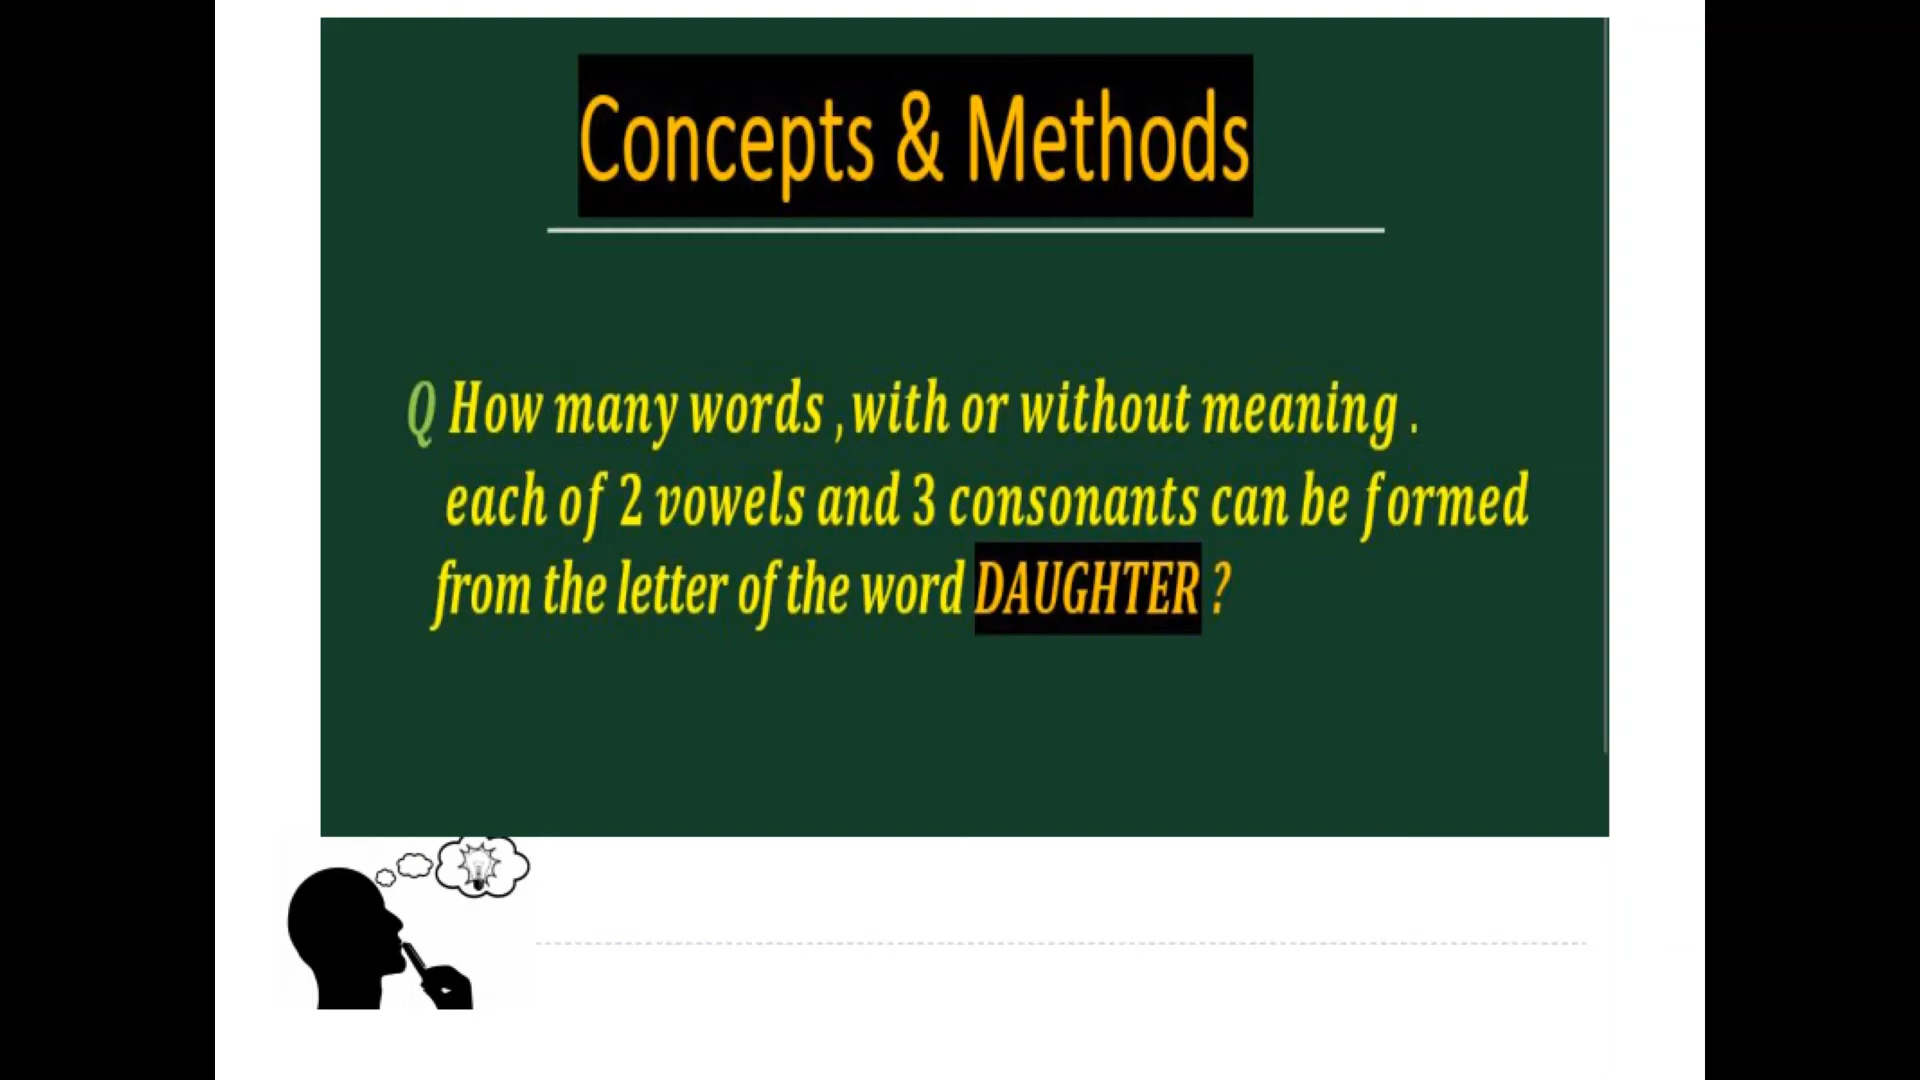 Concepts & Methods
Q How many words ,with or without meaning .
each of 2 vowels and 3 consonants can be formed
from the letter of the word DAUGHTER ?